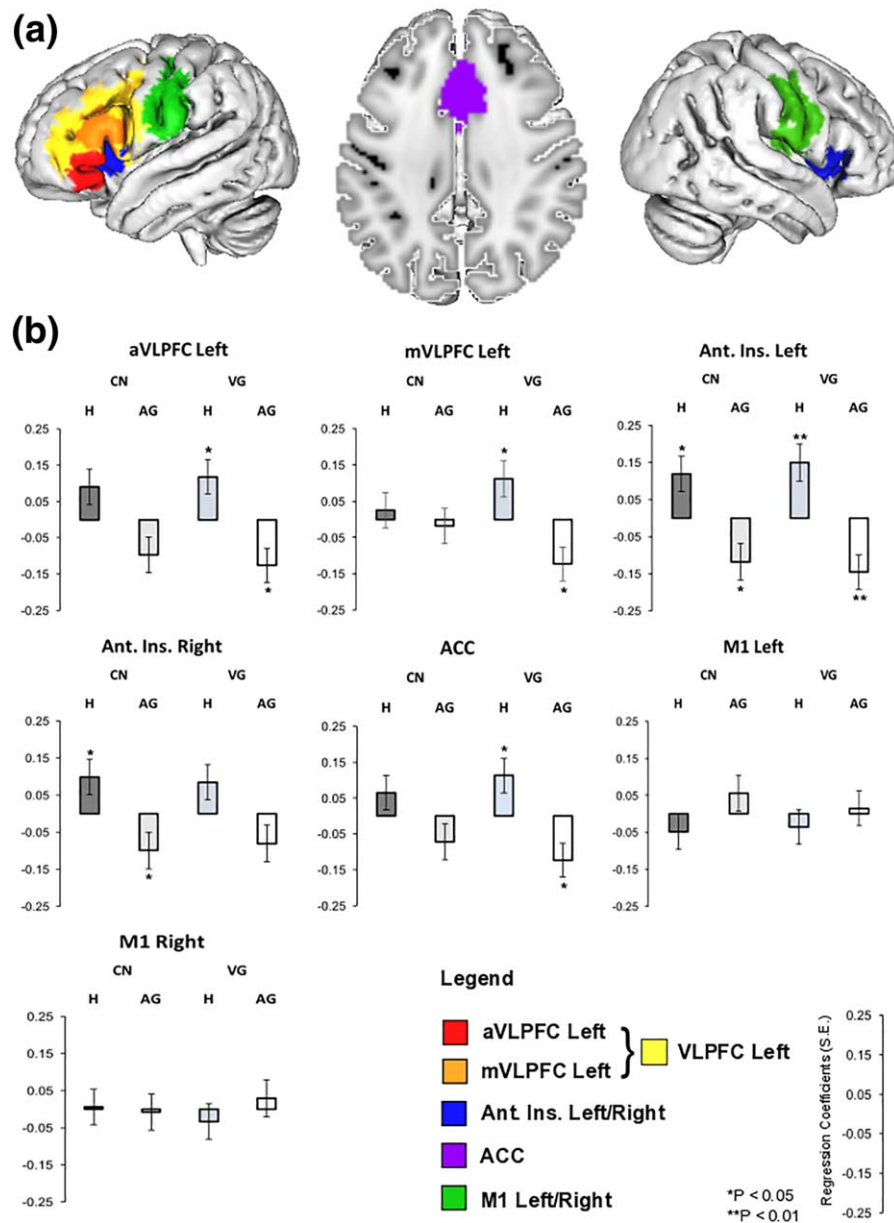 (a)
(b)
aVLPFC Left
CN VG
H AG H AG
0.25
0.15
0.05
-0.05
-0.15
-0.25
*
*
mVLPFC Left
CN VG
H AG H AG
0.25
0.15
0.05
-0.05
-0.15
-0.25
*
*
Ant. Ins. Left
CN VG
H AG H AG
0.25
0.15
0.05
-0.05
-0.15
-0.25
* **
* **
Ant. Ins. Right
CN VG
H AG H AG
0.25
0.15
0.05
-0.05
-0.15
-0.25
*
*
ACC
CN VG
H AG H AG
0.25
0.15
0.05
-0.05
-0.15
-0.25
*
*
M1 Left
CN VG
H AG H AG
0.25
0.15
0.05
-0.05
-0.15
-0.25
M1 Right
CN VG
H AG H AG
0.25
0.15
0.05
-0.05
-0.15
-0.25
Legend
aVLPFC Left
mVLPFC Left
} VLPFC Left
Ant. Ins. Left/Right
ACC
M1 Left/Right
*P < 0.05
**P < 0.01
Regression Coefficients (S.E.)
0.25
0.15
0.05
-0.05
-0.15
-0.25